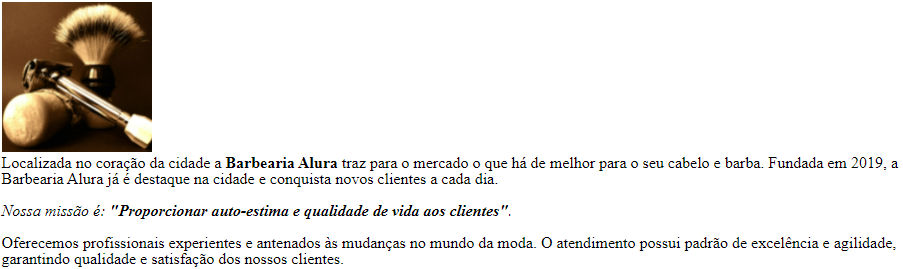 Localizada no coração da cidade a Barbearia Alura traz para o mercado o que há de melhor para o seu cabelo e barba. Fundada em 2019, a
Barbearia Alura já é destaque na cidade e conquista novos clientes a cada dia.
Nossa missão é: "Proporcionar auto-estima e qualidade de vida aos clientes".
Oferecemos profissionais experientes e antenados às mudanças no mundo da moda. O atendimento possui padrão de excelência e agilidade,
garantindo qualidade e satisfação dos nossos clientes.